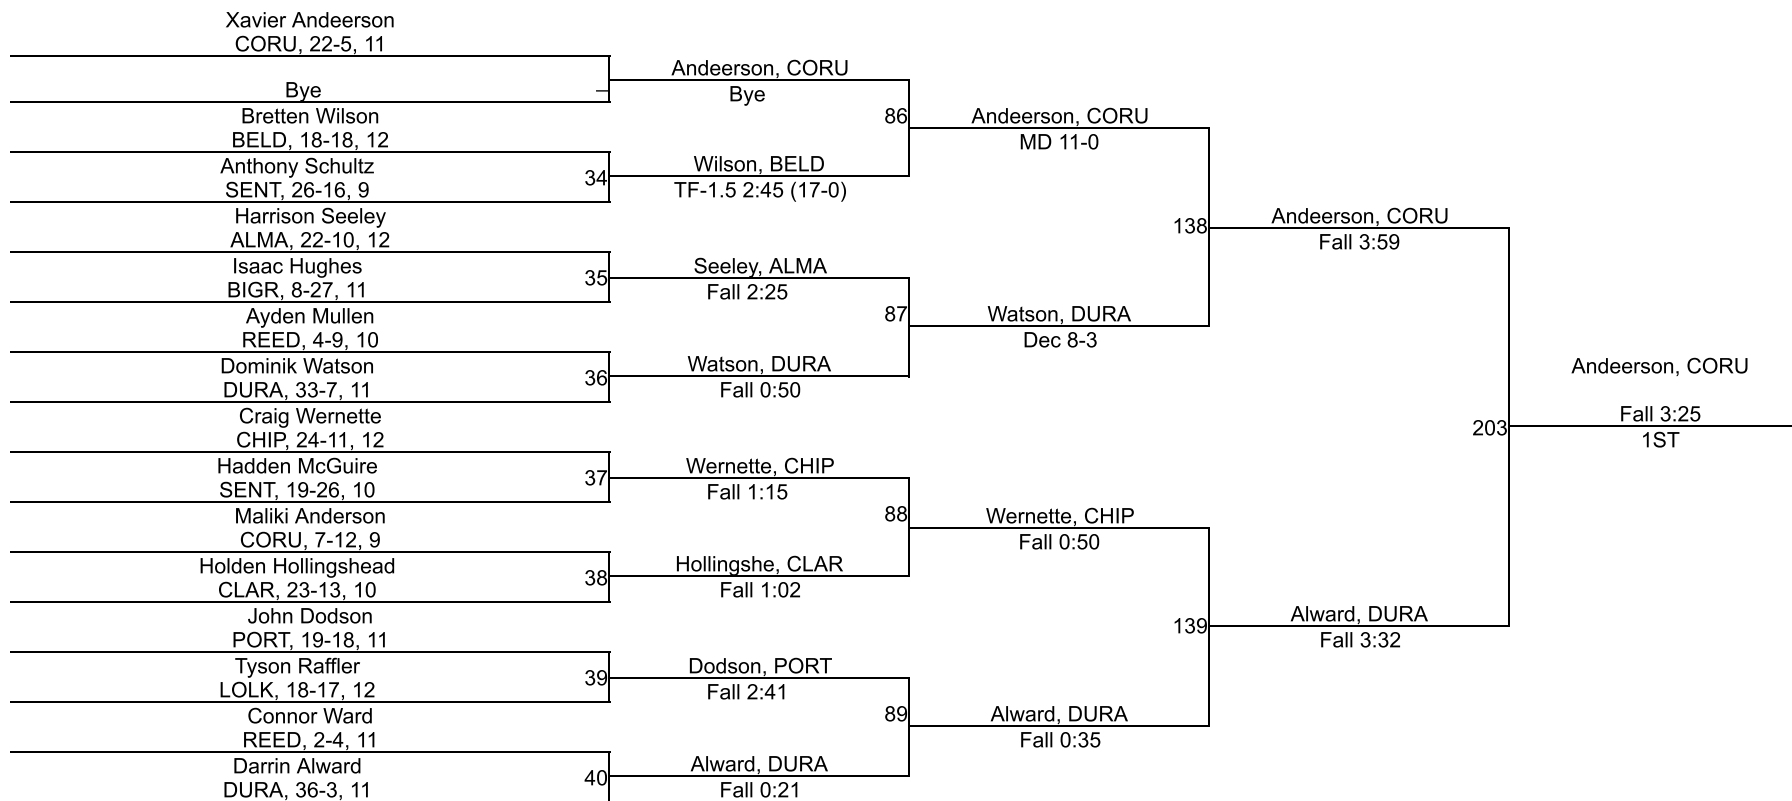 Xavier Andeerson
CORU, 22-5, 11
Bye
Bretten Wilson
BELD, 18-18, 12
Anthony Schultz
SENT, 26-16, 9
Harrison Seeley
ALMA, 22-10, 12
Isaac Hughes
BIGR, 8-27, 11
Ayden Mullen
REED, 4-9, 10
Dominik Watson
DURA, 33-7, 11
Craig Wernette
CHIP, 24-11, 12
Hadden McGuire
SENT, 19-26, 10
Maliki Anderson
CORU, 7-12, 9
Holden Hollingshead
CLAR, 23-13, 10
John Dodson
PORT, 19-18, 11
Tyson Raffler
LOLK, 18-17, 12
Connor Ward
REED, 2-4, 11
Darrin Alward
DURA, 36-3, 11
34
35
36
37
38
39
40
Andeerson, CORU
Bye
Wilson, BELD
TF-1.5 2:45 (17-0)
Seeley, ALMA
Fall 2:25
Watson, DURA
Fall 0:50
Wernette, CHIP
Fall 1:15
Hollingshe, CLAR
Fall 1:02
Dodson, PORT
Fall 2:41
Alward, DURA
Fall 0:21
86
87
88
89
Andeerson, CORU
MD 11-0
Watson, DURA
Dec 8-3
Wernette, CHIP
Fall 0:50
Alward, DURA
Fall 0:35
138
139
Andeerson, CORU
Fall 3:59
Alward, DURA
Fall 3:32
203
Andeerson, CORU
Fall 3:25
1ST